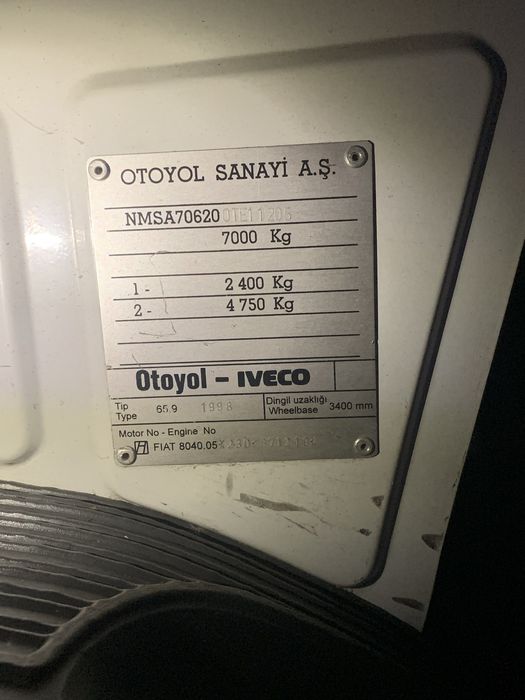 OTOYOL SANAYİ A.Ş.
NMSA70620
7000 Kg
1 - 2 400 Kg
2 - 4 750 Kg
Otoyol - IVECO
Tip
Type 65.9 1998
Dingil uzaklığı
Wheelbase 3400 mm
Motor No - Engine No
FIAT 8040.05